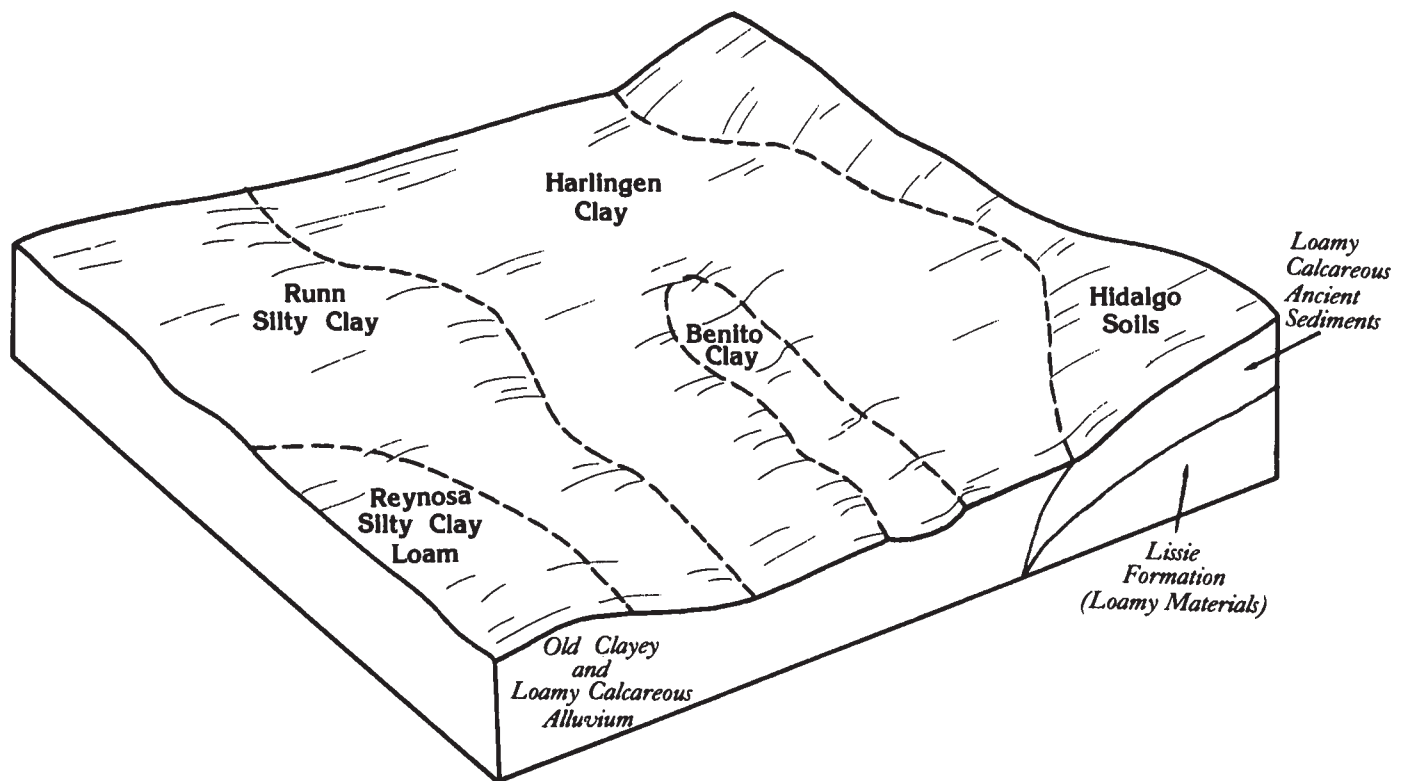 Harlingen
Clay
Runn
Silty Clay
Benito
Clay
Hidalgo
Soils
Loamy
Calcareous
Ancient
Sediments
Reynosa
Silty Clay
Loam
Lissie
Formation
(Loamy Materials)
Old Clayey
and
Loamy Calcareous
Alluvium